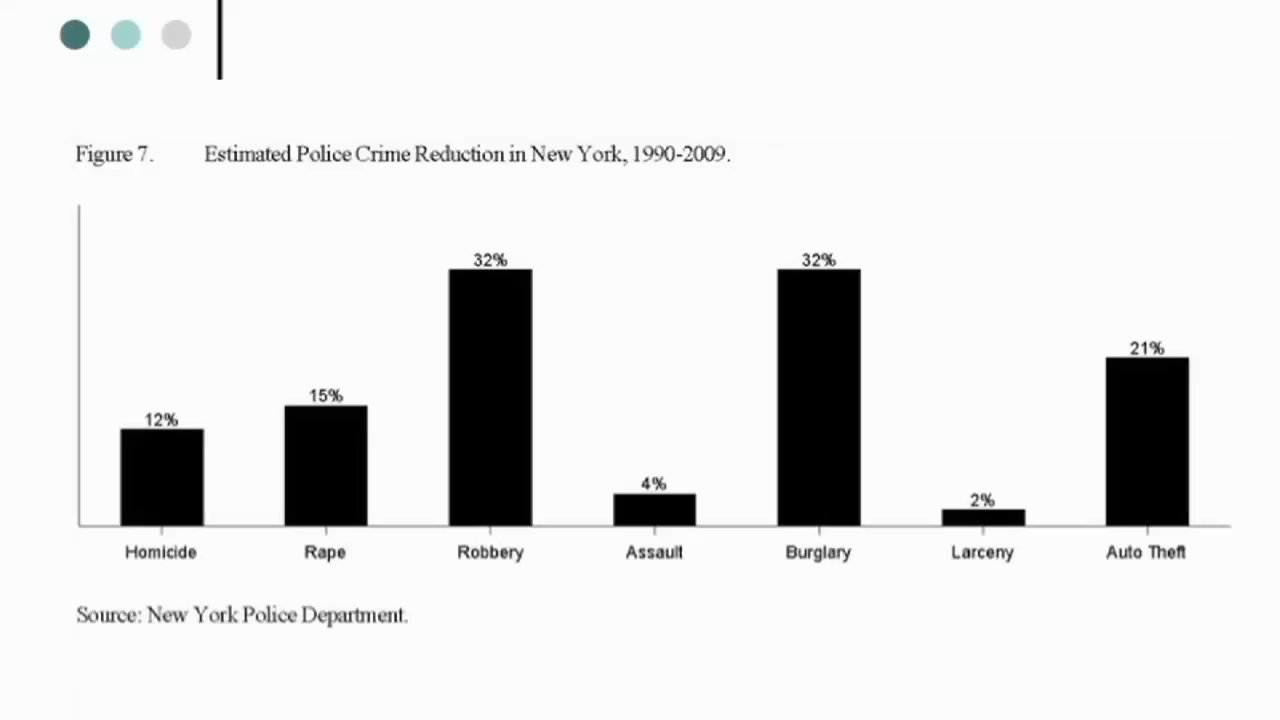 Figure 7. Estimated Police Crime Reduction in New York, 1990-2009.
32% 32%
21%
15%
12%
4%
2%
Homicide Rape Robbery Assault Burglary Larceny Auto Theft
Source: New York Police Department.